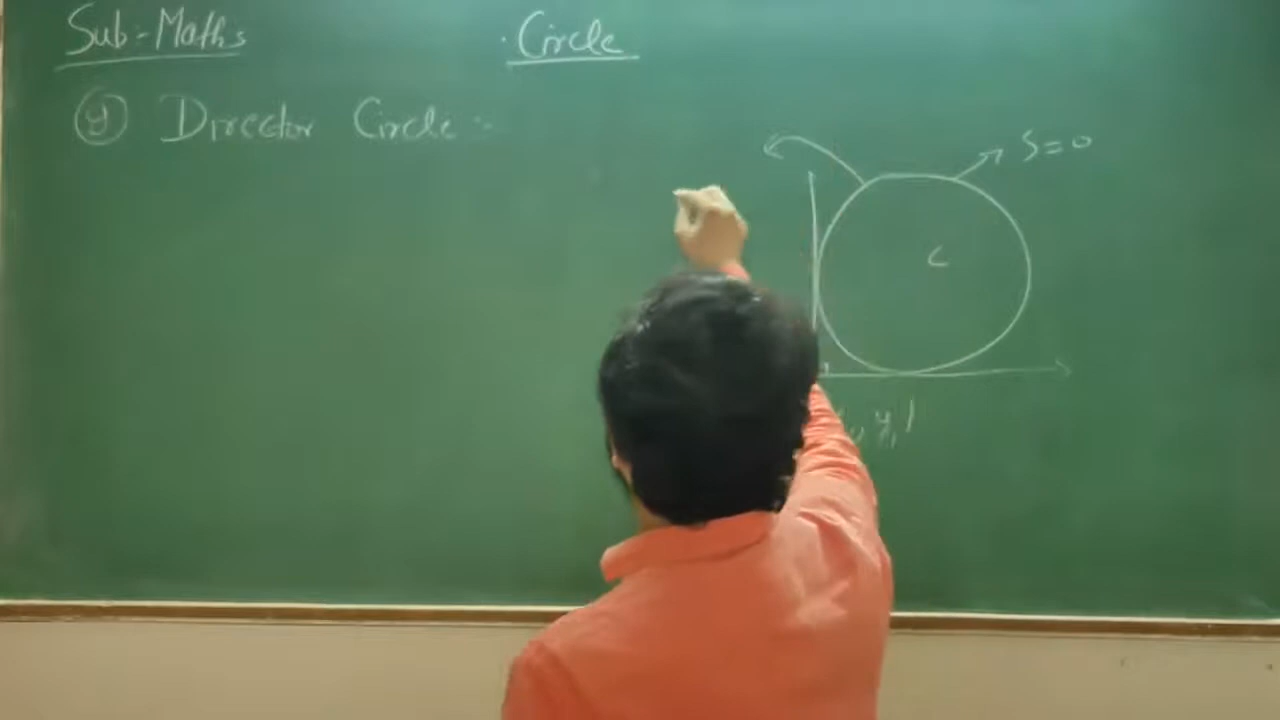 Sub-Maths
Circle
9) Director Circle:-
S=0
C
y,)